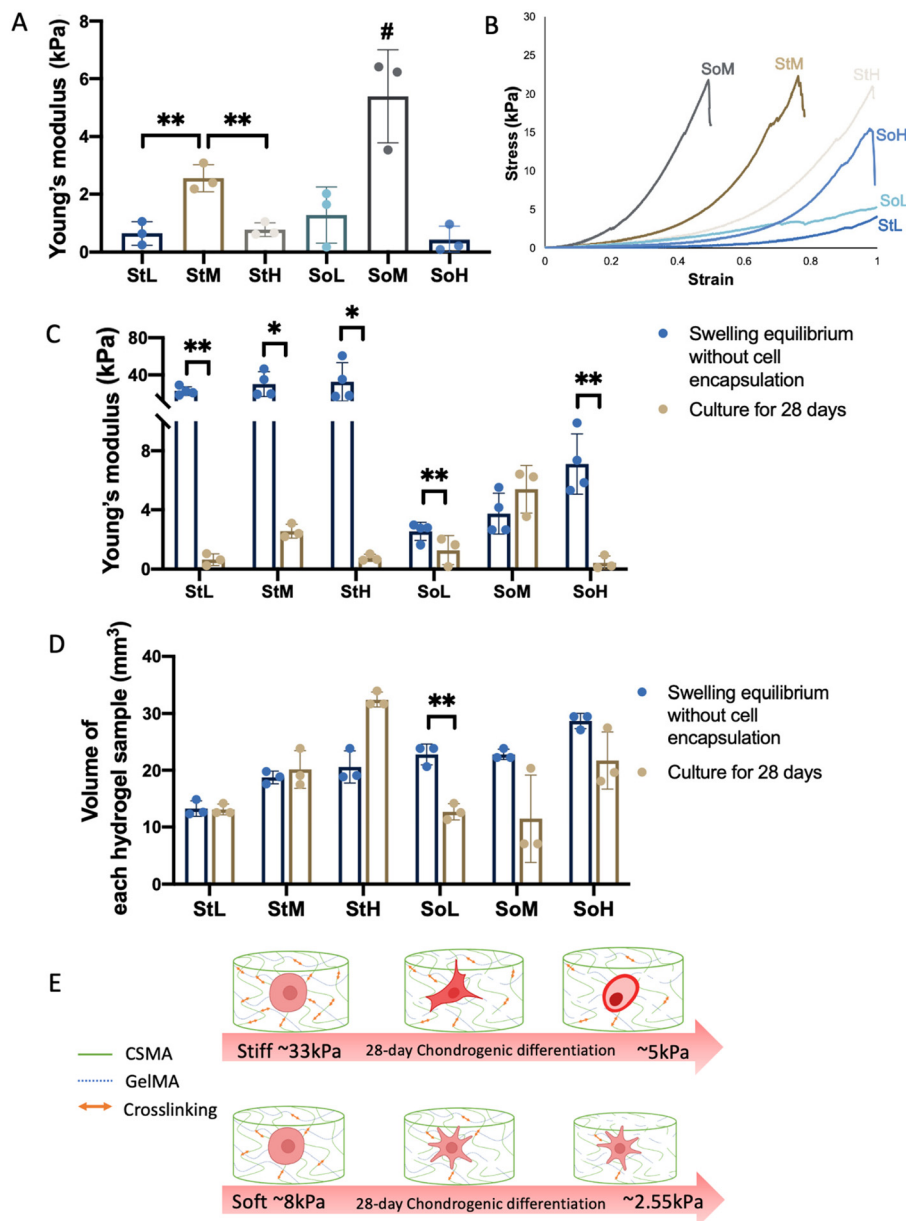 A
Young's modulus (kPa)
8
6
4
2
0
**
**
#
StL StM StH SoL SoM SoH
B
Stress (kPa)
30
25
20
15
10
5
0
SoM
StM
StH
SoH
SoL
StL
0 0.2 0.4 0.6 0.8 1
Strain
C
Young's modulus (kPa)
80
40
8
4
0
**
*
*
**
**
StL StM StH SoL SoM SoH
Swelling equilibrium
without cell
encapsulation
Culture for 28 days
D
Volume of
each hydrogel sample (mm³)
40
30
20
10
0
**
StL StM StH SoL SoM SoH
Swelling equilibrium
without cell
encapsulation
Culture for 28 days
E
CSMA
GelMA
Crosslinking
Stiff ~33kPa 28-day Chondrogenic differentiation ~5kPa
Soft ~8kPa 28-day Chondrogenic differentiation ~2.55kPa